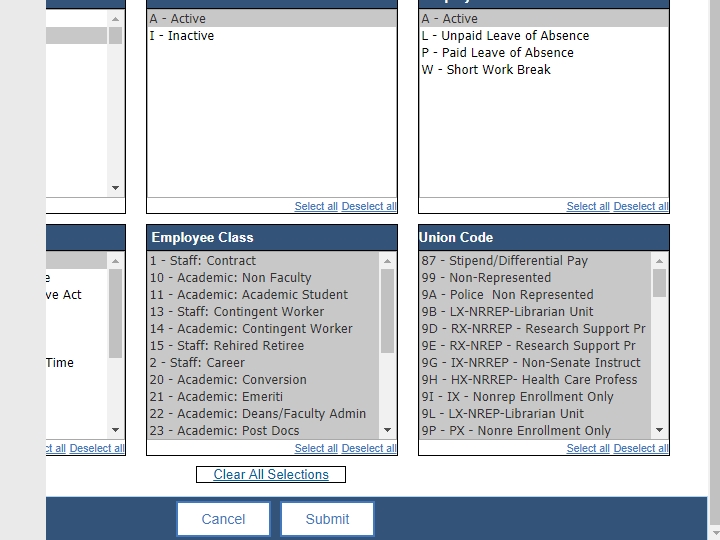 A - Active
I - Inactive
Select all Deselect all
A - Active
L - Unpaid Leave of Absence
P - Paid Leave of Absence
W - Short Work Break
Select all Deselect all
e
ve Act
Time
ct all Deselect all
Employee Class
1 - Staff: Contract
10 - Academic: Non Faculty
11 - Academic: Academic Student
13 - Staff: Contingent Worker
14 - Academic: Contingent Worker
15 - Staff: Rehired Retiree
2 - Staff: Career
20 - Academic: Conversion
21 - Academic: Emeriti
22 - Academic: Deans/Faculty Admin
23 - Academic: Post Docs
Select all Deselect all
Union Code
87 - Stipend/Differential Pay
99 - Non-Represented
9A - Police  Non Represented
9B - LX-NRREP-Librarian Unit
9D - RX-NRREP - Research Support Pr
9E - RX-NREP - Research Support Pr
9G - IX-NRREP - Non-Senate Instruct
9H - HX-NRREP- Health Care Profess
9I - IX - Nonrep Enrollment Only
9L - LX-NREP-Librarian Unit
9P - PX - Nonre Enrollment Only
Select all Deselect all
Clear All Selections
Cancel
Submit